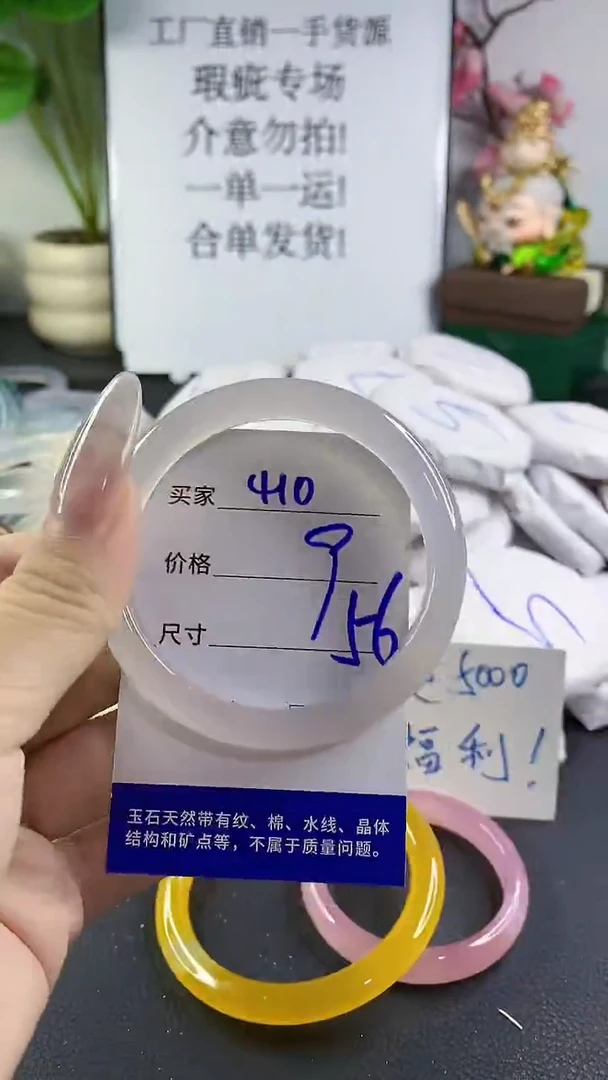 工厂直销一手货源
瑕疵专场
介意勿拍!
一单一运!
合单发货!
买家 410
价格 9
尺寸 56
5000
福利!
玉石天然带有纹、棉、水线、晶体
结构和矿点等，不属于质量问题。